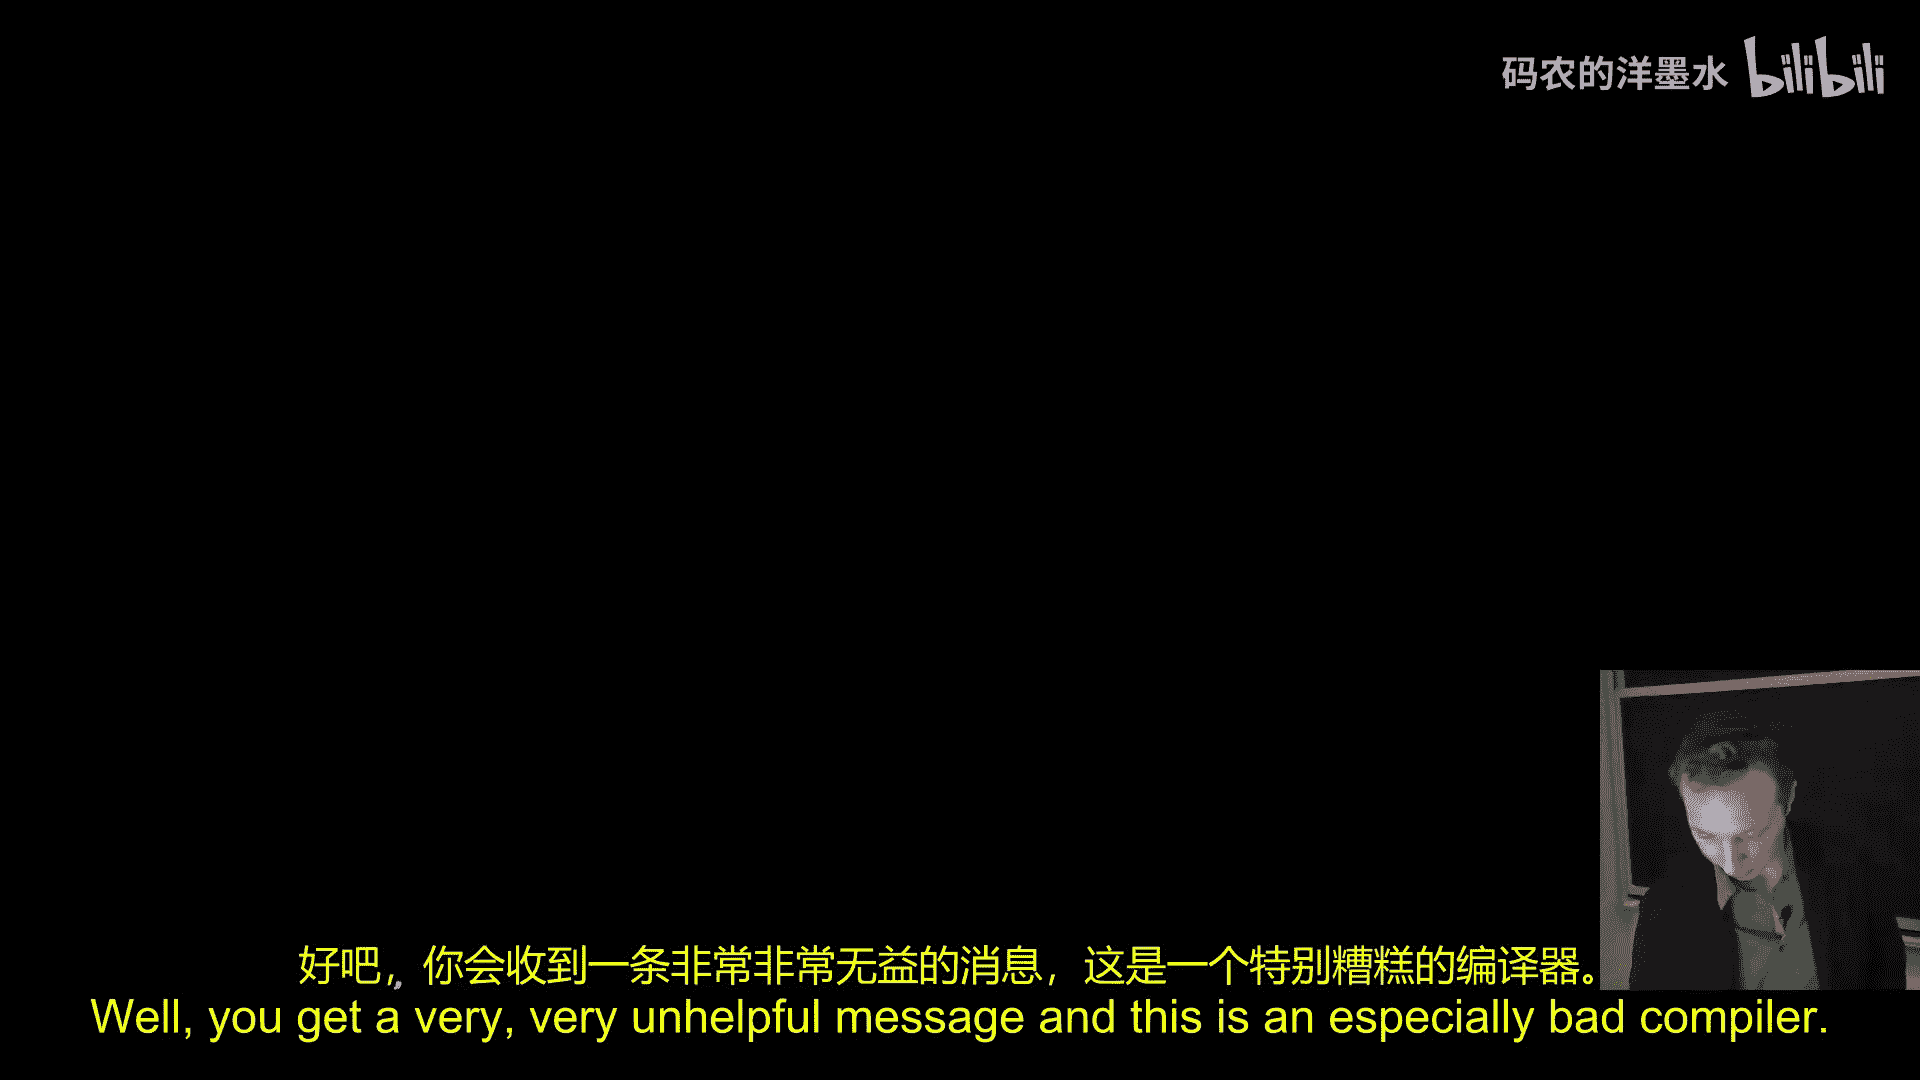 码农的洋墨水 bilibili
好吧，你会收到一条非常非常无益的消息，这是一个特别糟糕的编译器。
Well, you get a very, very unhelpful message and this is an especially bad compiler.